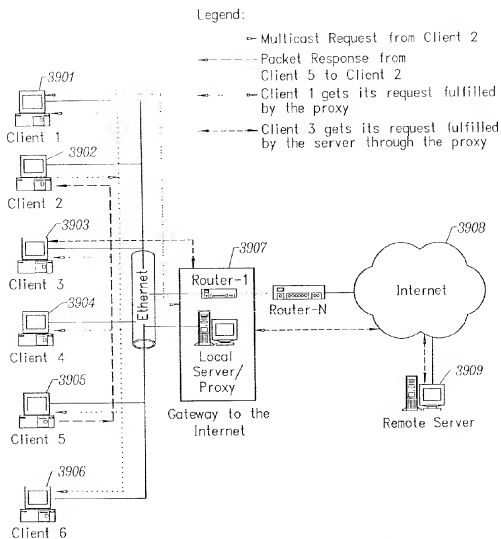 Legend:
Multicast Request from Client 2
Packet Response from
Client 5 to Client 2
Client 1 gets its request fulfilled
by the proxy
Client 3 gets its request fulfilled
by the server through the proxy
3901
Client 1
3902
Client 2
3903
Client 3
3904
Client 4
3905
Client 5
3906
Client 6
Ethernet
3907
Router-1
Local
Server/
Proxy
Gateway to the
Internet
Router-N
3908
Internet
3909
Remote Server